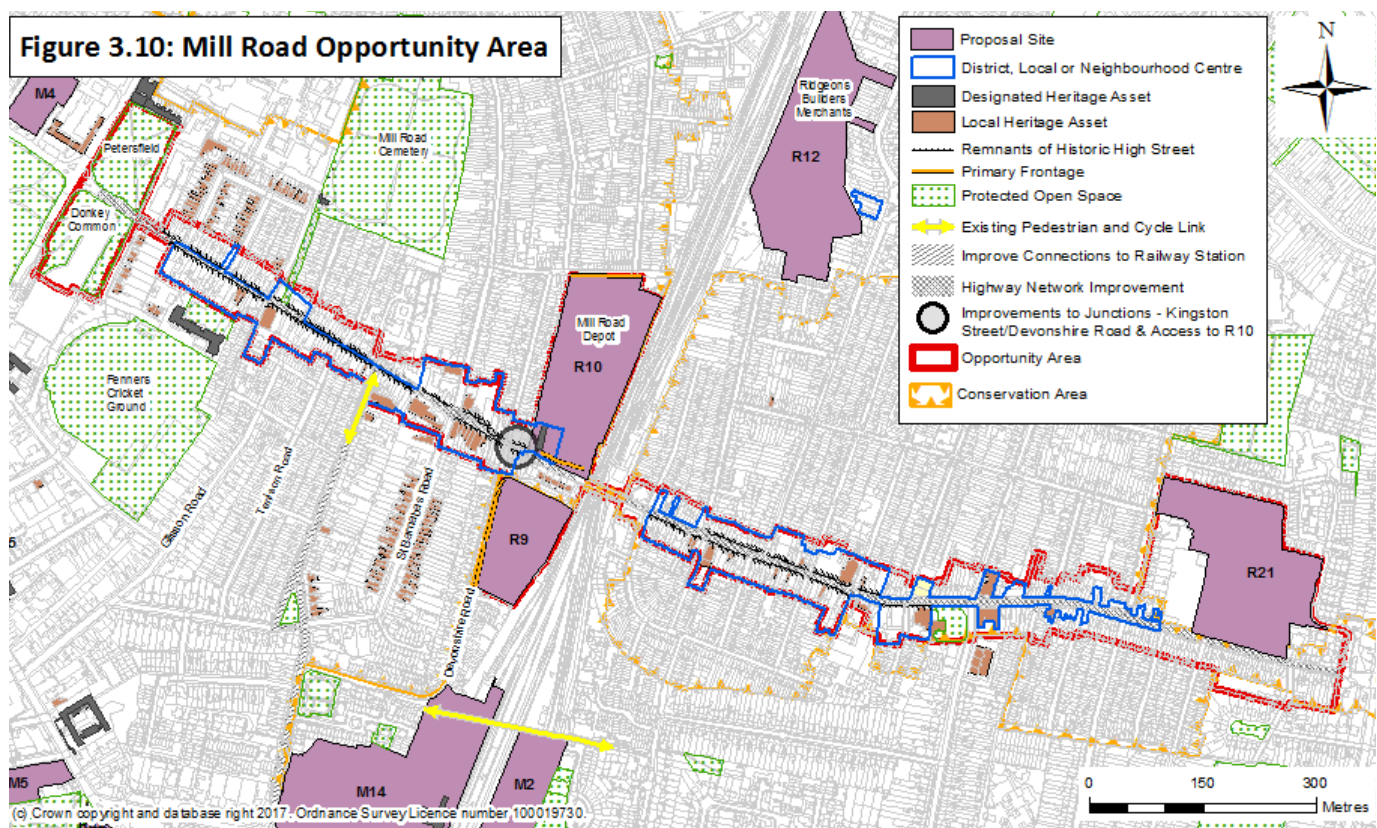 Figure 3.10: Mill Road Opportunity Area
Proposal Site
District, Local or Neighbourhood Centre
Designated Heritage Asset
Local Heritage Asset
Remnants of Historic High Street
Primary Frontage
Protected Open Space
Existing Pedestrian and Cycle Link
Improve Connections to Railway Station
Highway Network Improvement
Improvements to Junctions - Kingston
Street/Devonshire Road & Access to R10
Opportunity Area
Conservation Area
N
M4
Petersfield
Mill Road
Cemetery
Ridgeons
Builders
Merchants
R12
Donkey
Common
Mill Road
Depot
R10
Fenners
Cricket
Ground
Glisson Road
Tenison Road
St Barnabas Road
Devonshire Road
R9
R21
5
M5
M14
M2
0 150 300
Metres
(c) Crown copyright and database right 2017. Ordnance Survey Licence number 100019730.